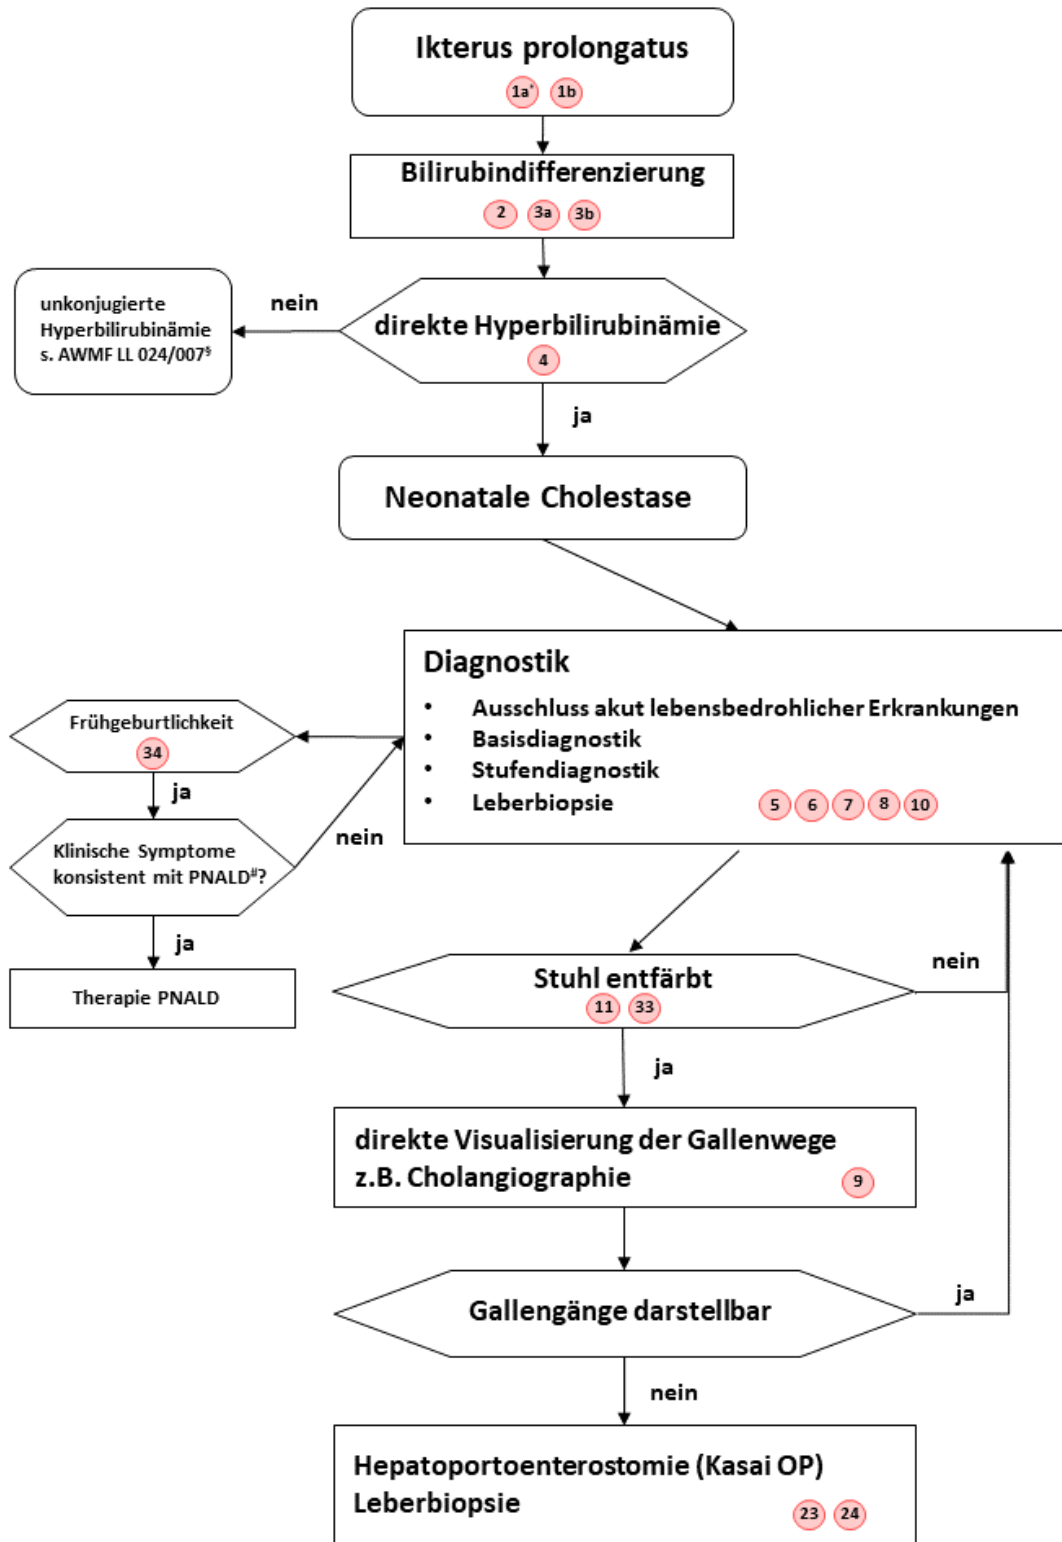 Ikterus prolongatus
1a* 1b
Bilirubindifferenzierung
2 3a 3b
unkonjugierte
Hyperbilirubinämie
s. AWMF LL 024/007§
nein
direkte Hyperbilirubinämie
4
ja
Neonatale Cholestase
Diagnostik
• Ausschluss akut lebensbedrohlicher Erkrankungen
• Basisdiagnostik
• Stufendiagnostik
• Leberbiopsie
5 6 7 8 10
Frühgeburtlichkeit
34
ja
Klinische Symptome
konsistent mit PNALD#?
nein
ja
Therapie PNALD
Stuhl entfärbt
11 33
nein
ja
direkte Visualisierung der Gallenwege
z.B. Cholangiographie
9
Gallengänge darstellbar
ja
nein
Hepatoportoenterostomie (Kasai OP)
Leberbiopsie
23 24